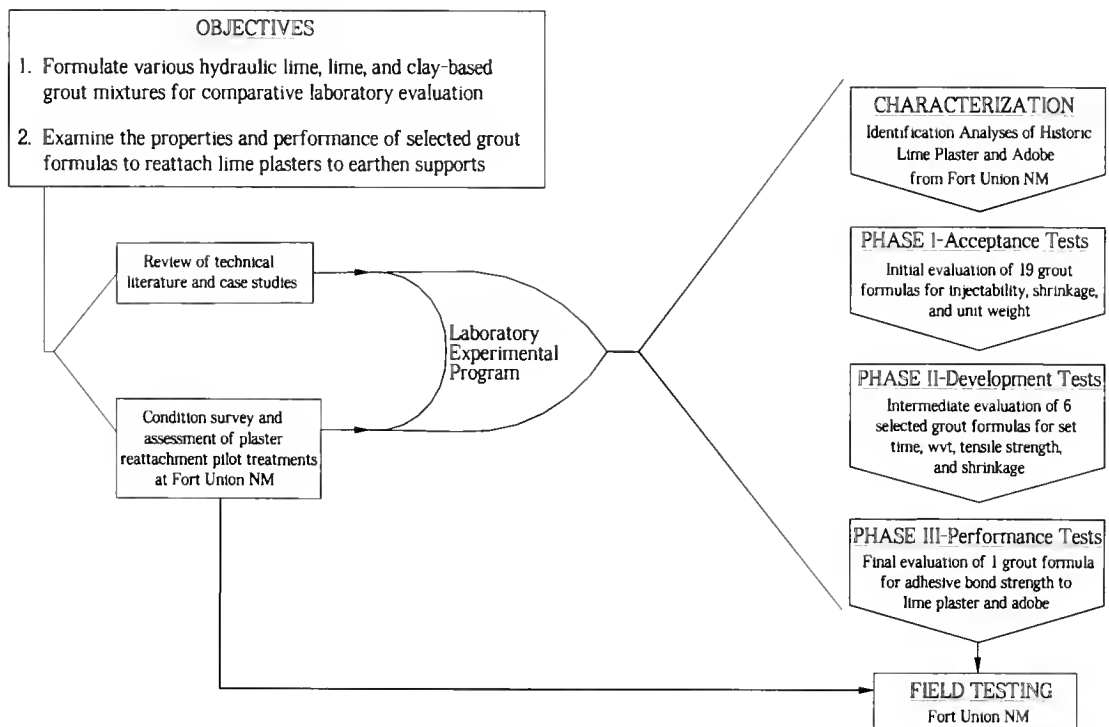 OBJECTIVES
1. Formulate various hydraulic lime, lime, and clay-based
grout mixtures for comparative laboratory evaluation
2. Examine the properties and performance of selected grout
formulas to reattach lime plasters to earthen supports
Review of technical
literature and case studies
Condition survey and
assessment of plaster
reattachment pilot treatments
at Fort Union NM
Laboratory
Experimental
Program
CHARACTERIZATION
Identification Analyses of Historic
Lime Plaster and Adobe
from Fort Union NM
PHASE I-Acceptance Tests
Initial evaluation of 19 grout
formulas for injectability, shrinkage,
and unit weight
PHASE II-Development Tests
Intermediate evaluation of 6
selected grout formulas for set
time, wvt, tensile strength,
and shrinkage
PHASE III-Performance Tests
Final evaluation of 1 grout formula
for adhesive bond strength to
lime plaster and adobe
FIELD TESTING
Fort Union NM